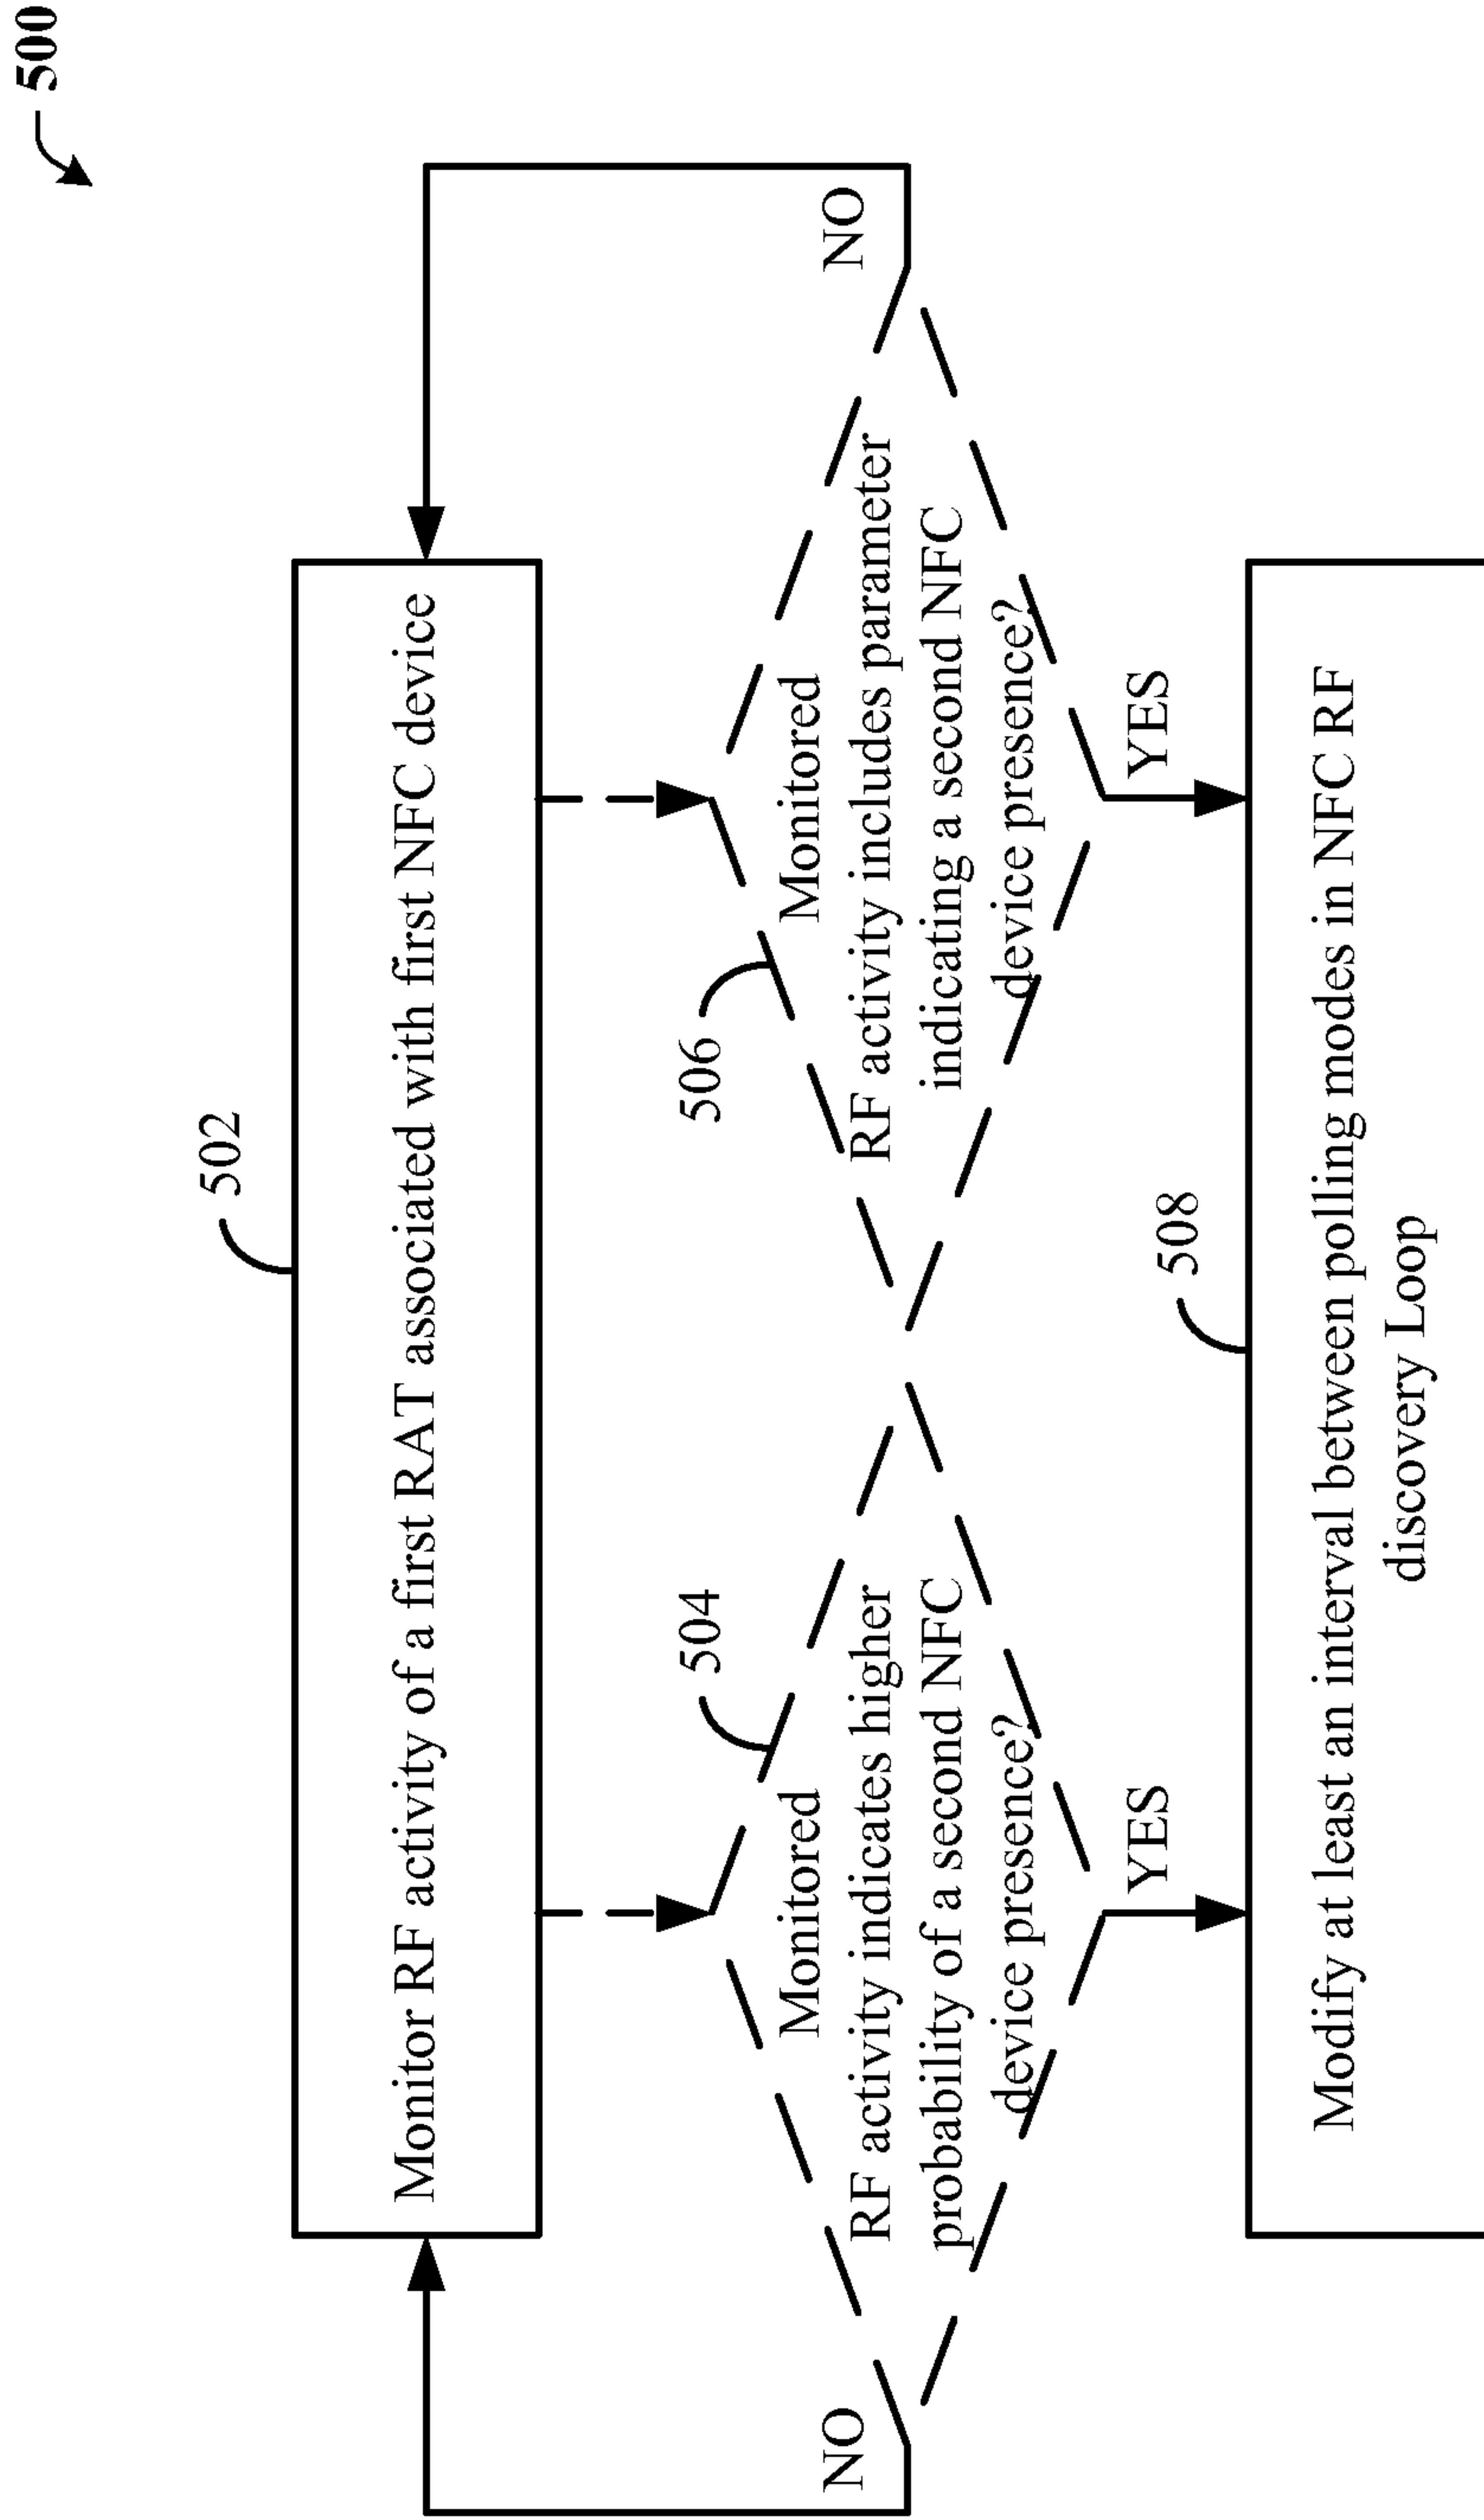 500
502
Monitor RF activity of a first RAT associated with first NFC device
504
Monitored
RF activity indicates higher
probability of a second NFC
device presence?
NO
YES
506
Monitored
RF activity includes parameter
indicating a second NFC
device presence?
NO
YES
508
Modify at least an interval between polling modes in NFC RF
discovery Loop